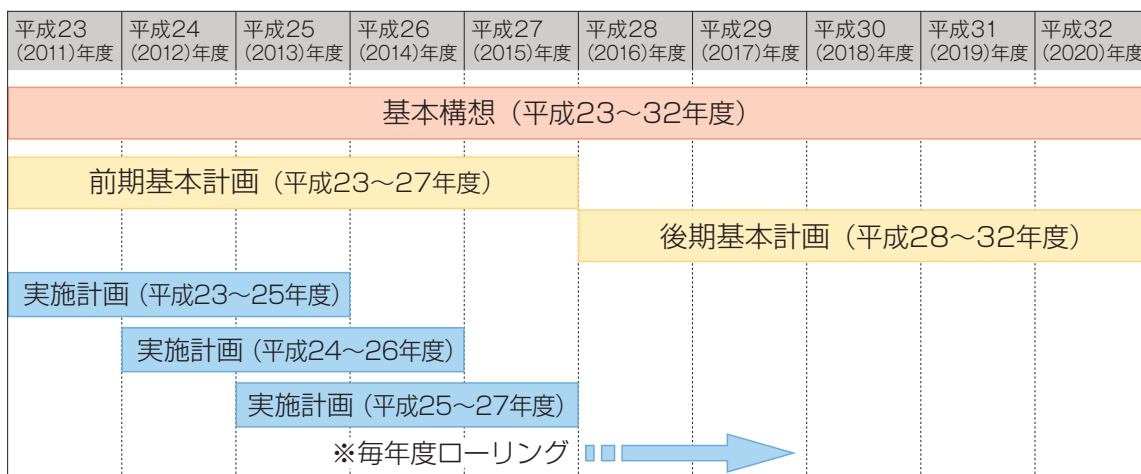 平成23
(2011)年度
平成24
(2012)年度
平成25
(2013)年度
平成26
(2014)年度
平成27
(2015)年度
平成28
(2016)年度
平成29
(2017)年度
平成30
(2018)年度
平成31
(2019)年度
平成32
(2020)年度
基本構想（平成23～32年度）
前期基本計画（平成23～27年度）
後期基本計画（平成28～32年度）
実施計画（平成23～25年度）
実施計画（平成24～26年度）
実施計画（平成25～27年度）
※毎年度ローリング